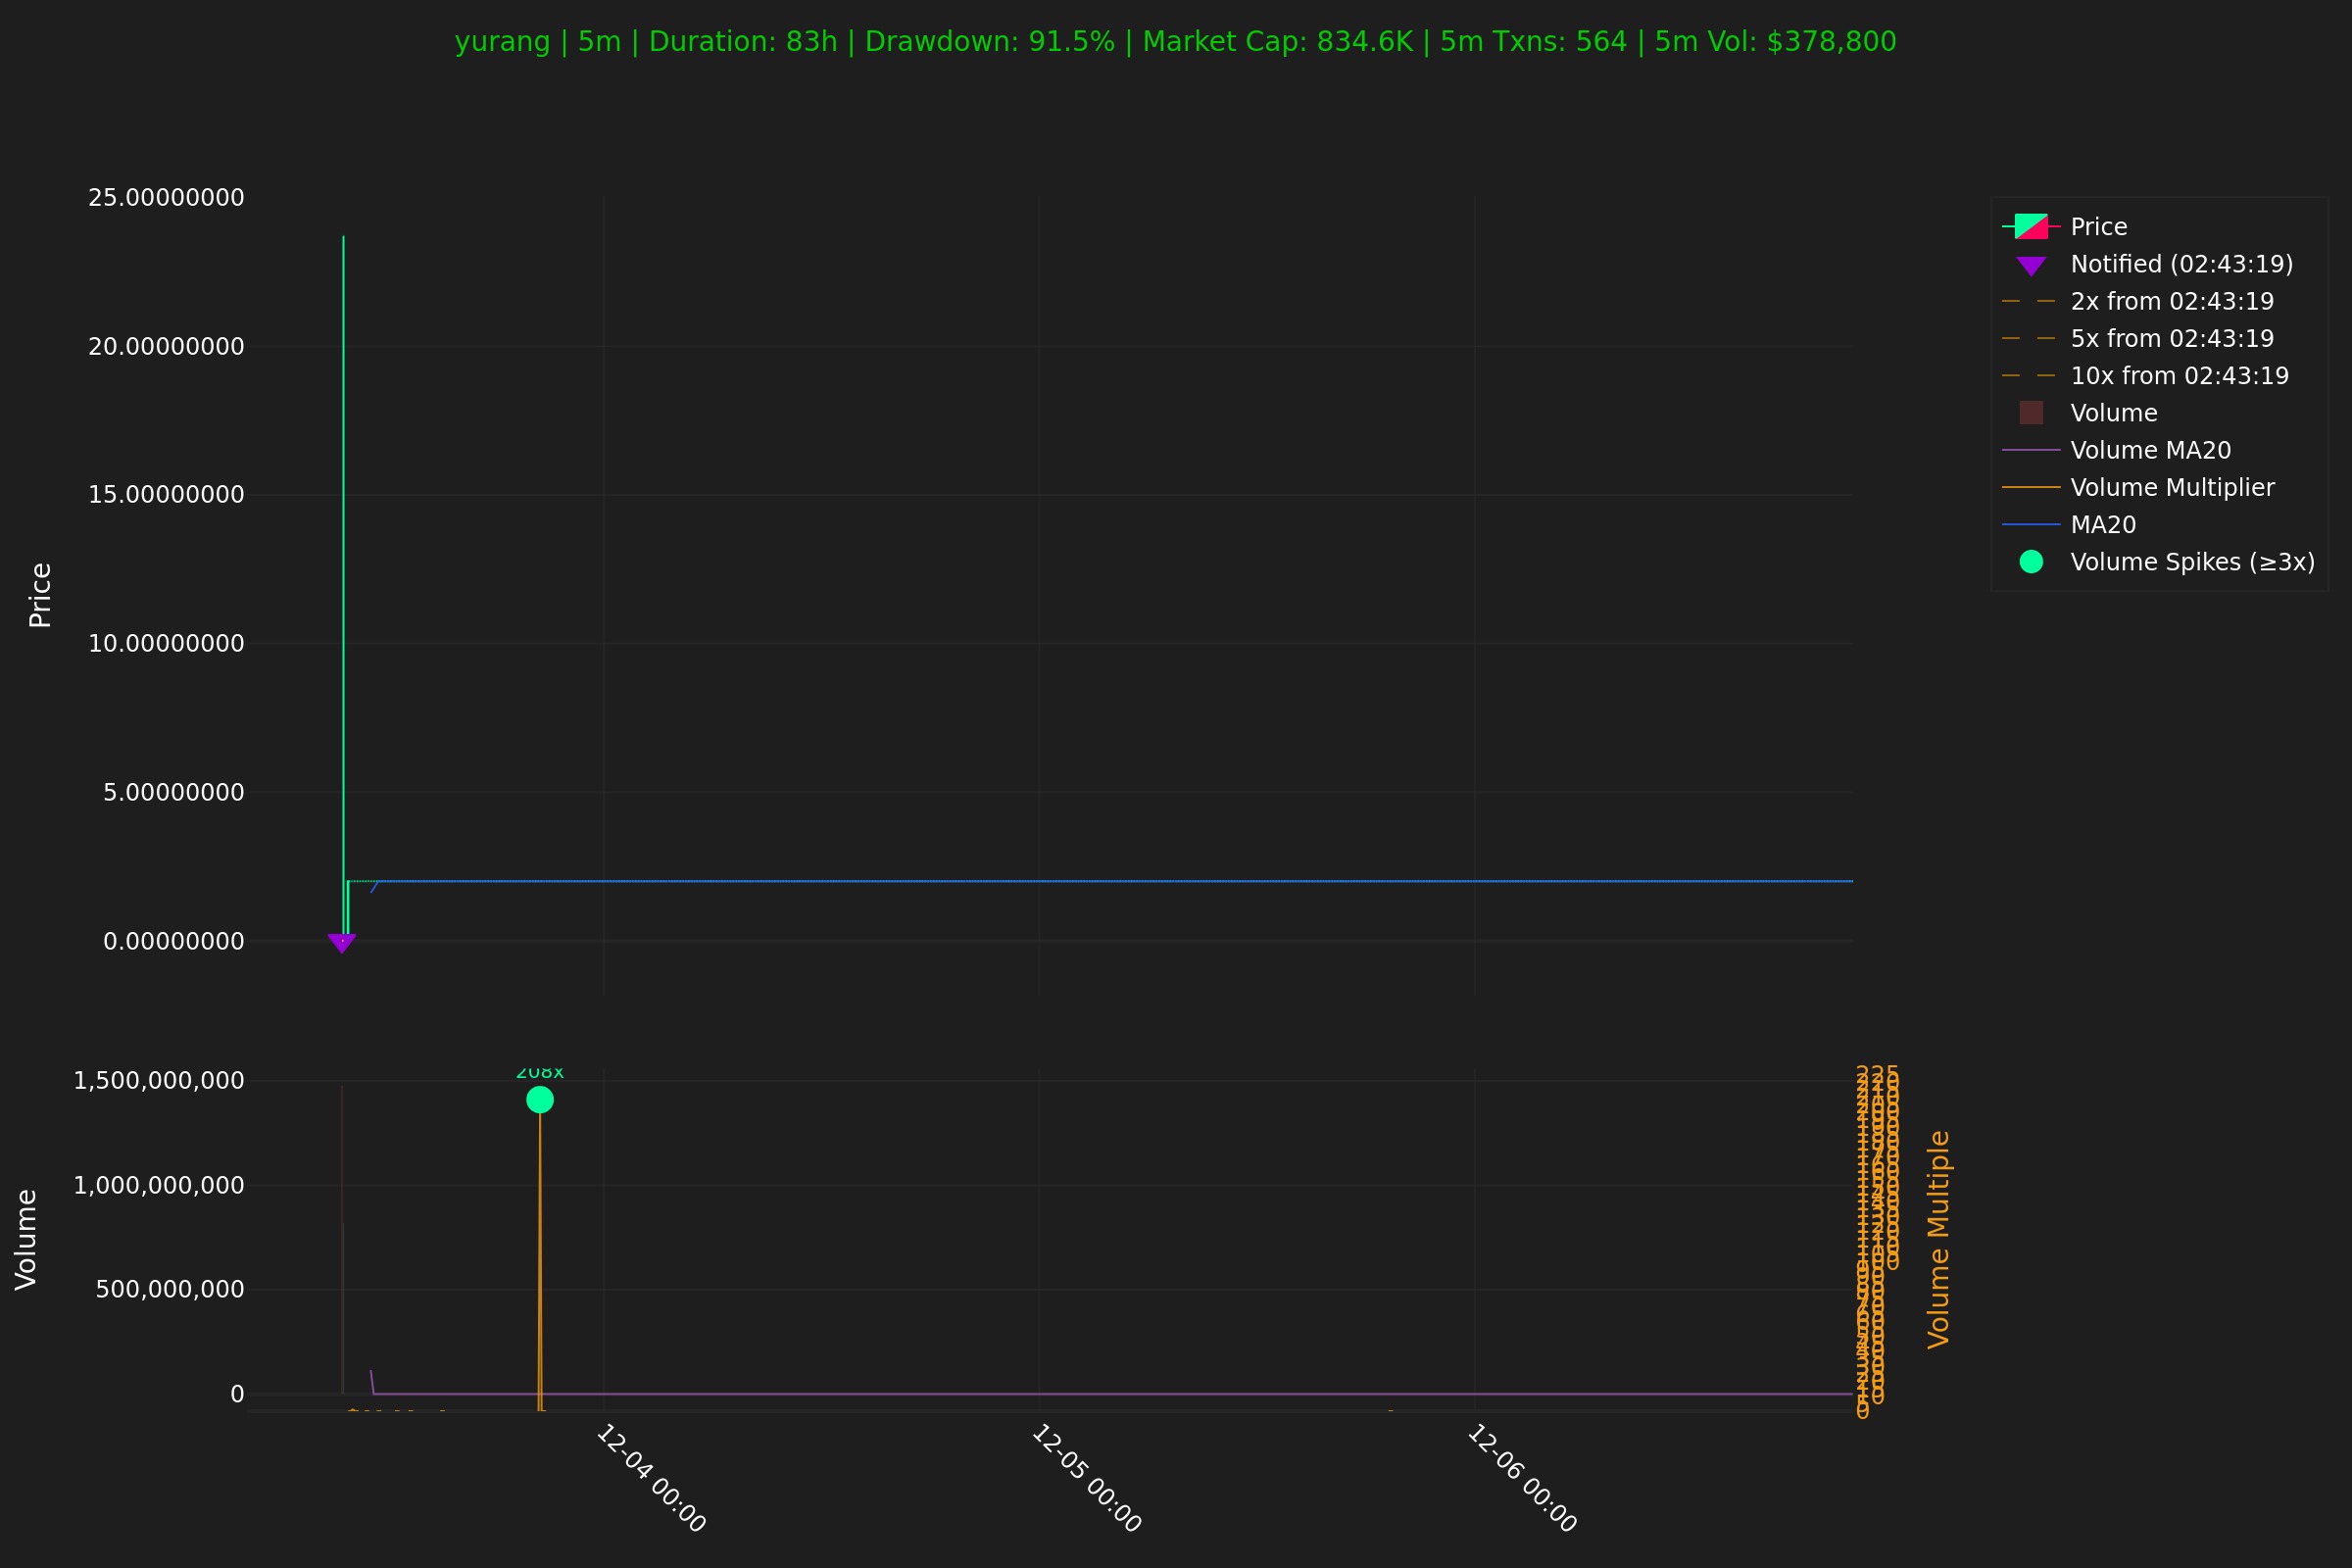 yurang | 5m | Duration: 83h | Drawdown: 91.5% | Market Cap: 834.6K | 5m Txns: 564 | 5m Vol: $378,800
25.00000000
20.00000000
15.00000000
10.00000000
5.00000000
0.00000000
Price
Price
Notified (02:43:19)
2x from 02:43:19
5x from 02:43:19
10x from 02:43:19
Volume
Volume MA20
Volume Multiplier
MA20
Volume Spikes (≥3x)
208x
1,500,000,000
1,000,000,000
500,000,000
0
Volume
Volume Multiple
0
12-04 00:00
12-05 00:00
12-06 00:00